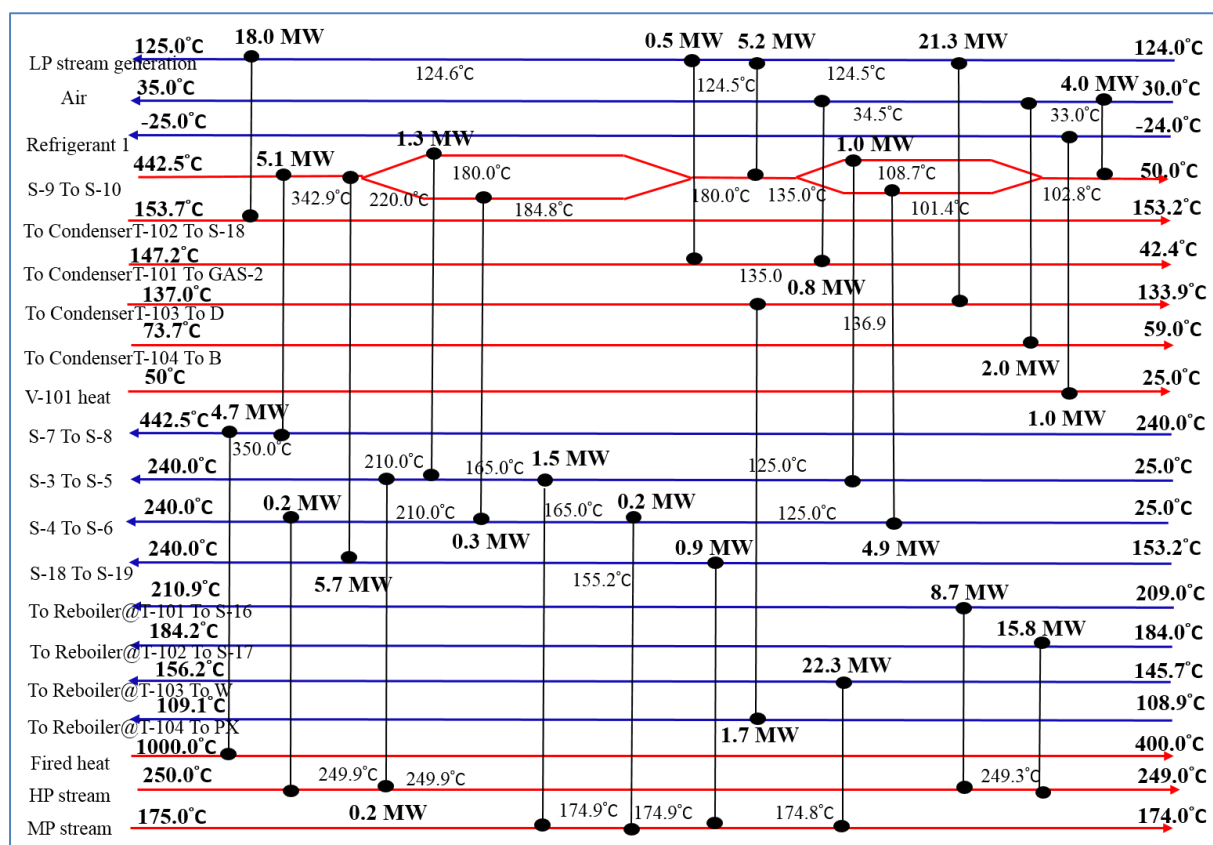 18.0 MW 0.5 MW 5.2 MW 21.3 MW
125.0°C 124.0°C
LP stream generation 124.6°C 124.5°C 124.5°C
35.0°C 4.0 MW 30.0°C
Air 34.5°C 33.0°C
-25.0°C -24.0°C
Refrigerant 1 1.3 MW 1.0 MW
442.5°C 5.1 MW 180.0°C 108.7°C 50.0°C
S-9 To S-10 342.9°C 220.0°C 184.8°C 180.0°C 135.0°C 101.4°C 102.8°C
153.7°C 153.2°C
To CondenserT-102 To S-18
147.2°C 42.4°C
To CondenserT-101 To GAS-2 135.0
137.0°C 0.8 MW 133.9°C
To CondenserT-103 To D 136.9
73.7°C 59.0°C
To CondenserT-104 To B 2.0 MW
50°C 25.0°C
V-101 heat 1.0 MW
442.5°C 4.7 MW 240.0°C
S-7 To S-8 350.0°C
240.0°C 210.0°C 165.0°C 1.5 MW 125.0°C 25.0°C
S-3 To S-5
240.0°C 0.2 MW 210.0°C 165.0°C 0.2 MW 125.0°C 25.0°C
S-4 To S-6 0.3 MW
240.0°C 0.9 MW 4.9 MW 153.2°C
S-18 To S-19 5.7 MW 155.2°C
210.9°C 8.7 MW 209.0°C
To Reboiler@T-101 To S-16
184.2°C 15.8 MW 184.0°C
To Reboiler@T-102 To S-17
156.2°C 22.3 MW 145.7°C
To Reboiler@T-103 To W
109.1°C 108.9°C
To Reboiler@T-104 To PX 1.7 MW
1000.0°C 400.0°C
Fired heat
250.0°C 249.9°C 249.9°C 249.3°C 249.0°C
HP stream
175.0°C 0.2 MW 174.9°C 174.9°C 174.8°C 174.0°C
MP stream